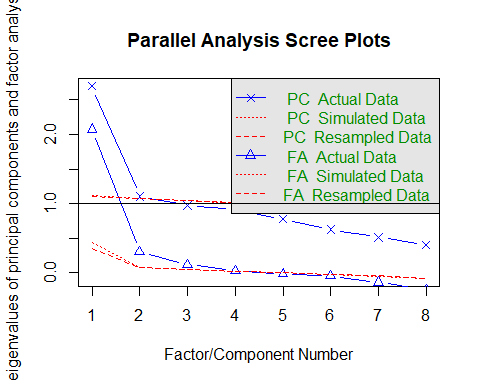 Parallel Analysis Scree Plots
eigenvalues of principal components and factor analys
2.0
1.0
0.0
PC Actual Data
PC Simulated Data
PC Resampled Data
FA Actual Data
FA Simulated Data
FA Resampled Data
1 2 3 4 5 6 7 8
Factor/Component Number